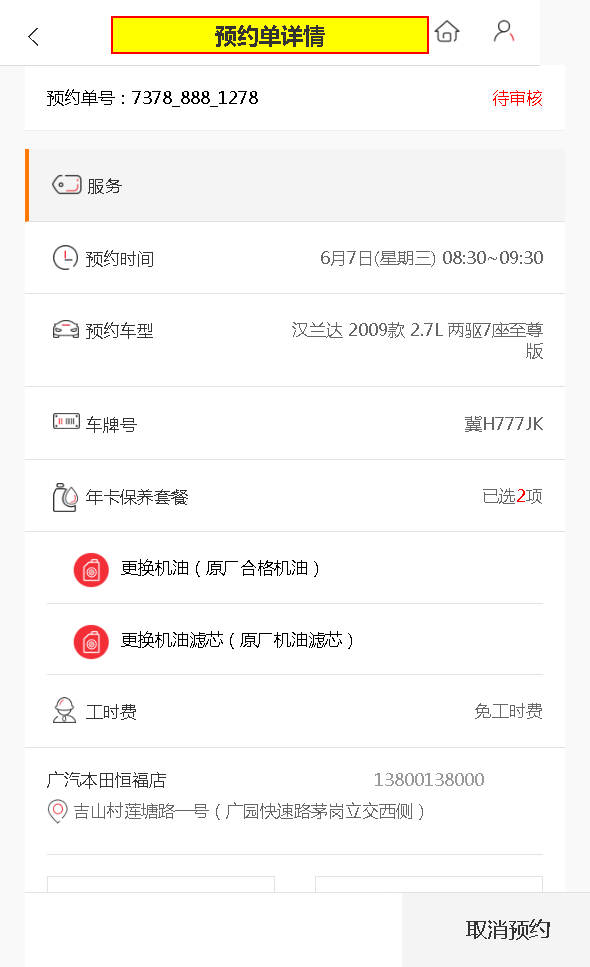 预约单详情
预约单号：7378_888_1278 待审核
服务
预约时间 6月7日(星期三) 08:30~09:30
预约车型 汉兰达 2009款 2.7L 两驱7座至尊
版
车牌号 冀H777JK
年卡保养套餐 已选2项
更换机油（原厂合格机油）
更换机油滤芯（原厂机油滤芯）
工时费 免工时费
广汽本田恒福店 13800138000
吉山村莲塘路一号（广园快速路茅岗立交西侧）
取消预约